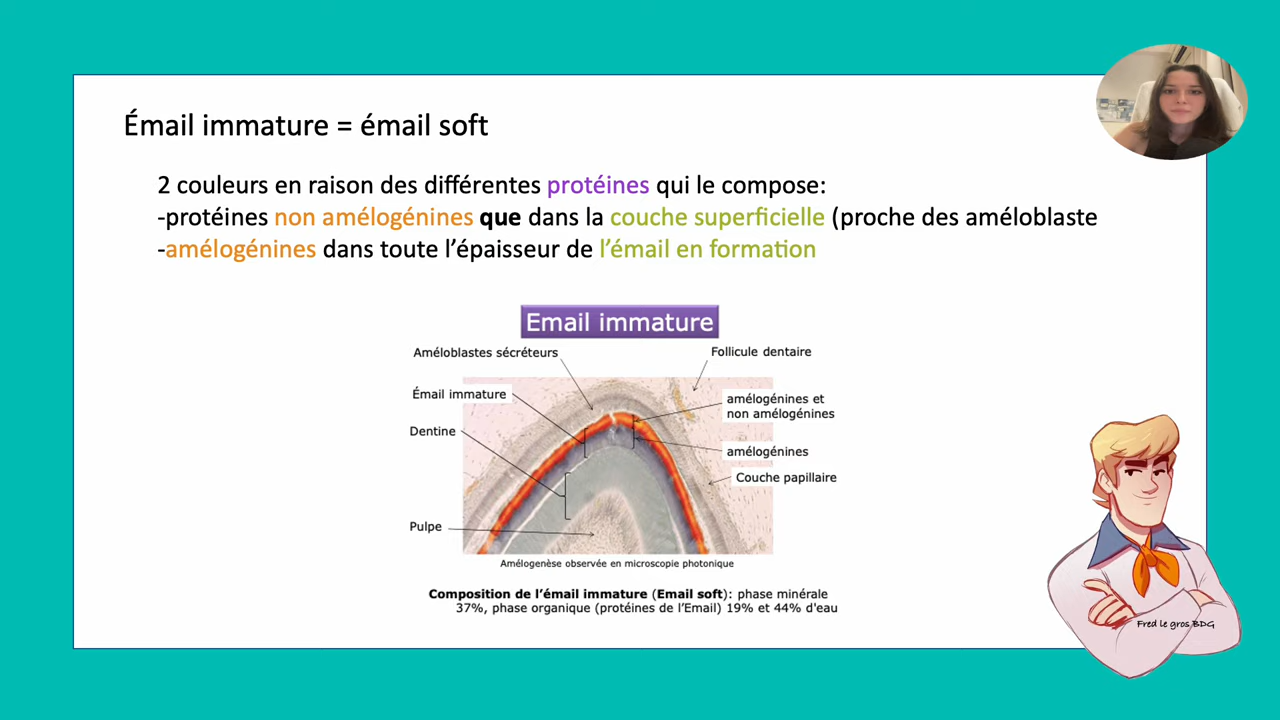 Émail immature = émail soft
2 couleurs en raison des différentes protéines qui le compose:
-protéines non amélogénines que dans la couche superficielle (proche des améloblaste
-amélogénines dans toute l’épaisseur de l’émail en formation
Email immature
Améloblastes sécréteurs
Follicule dentaire
Émail immature
amélogénines et
non amélogénines
Dentine
amélogénines
Couche papillaire
Pulpe
Amélogenèse observée en microscopie photonique
Composition de l’émail immature (Email soft): phase minérale
37%, phase organique (protéines de l’Email) 19% et 44% d'eau
Fred le gros BDG